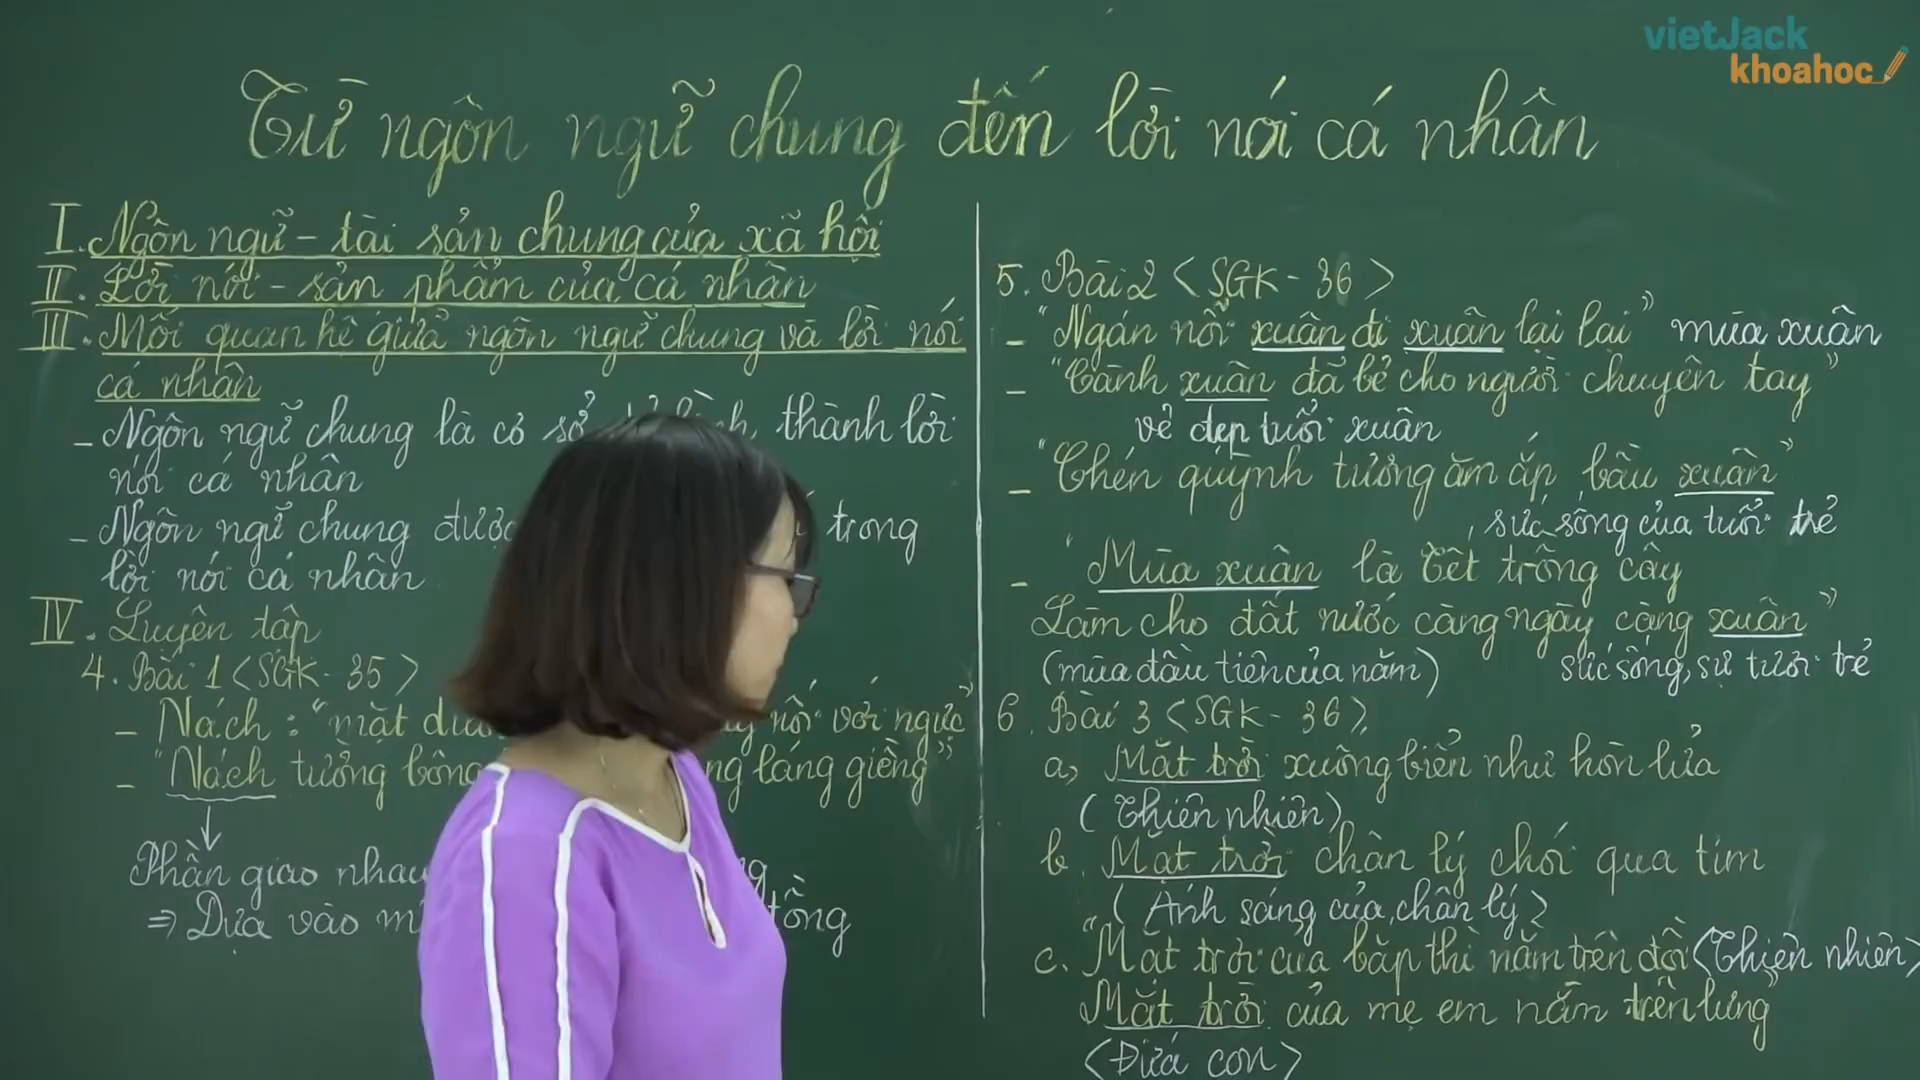 vietJack
khoahoc
Từ ngôn ngữ chung đến lời nói cá nhân
I. Ngôn ngữ - tài sản chung của xã hội
II. Lời nói - sản phẩm của cá nhân
III. Mối quan hệ giữa ngôn ngữ chung và lời nói
cá nhân
- Ngôn ngữ chung là cơ sở thành lời
nói cá nhân
- Ngôn ngữ chung được trong
lời nói cá nhân
IV. Luyện tập
4. Bài 1 <SGK - 35>
- Nách : "mặt dưới nối với ngực"
- "Nách tường bông láng giềng"
Phần giao nhau
=> Dựa vào đồng
5. Bài 2 <SGK - 36>
- "Ngán nỗi xuân đi xuân lại lại" mùa xuân
- "Cành xuân đã bẻ cho người chuyên tay"
vẻ đẹp tuổi xuân
- "Chén quỳnh tương ăm ắp bầu xuân"
sức sống của tuổi trẻ
- "Mùa xuân là Tết trồng cây
Làm cho đất nước càng ngày càng xuân"
(mùa đầu tiên của năm) sức sống, sự tươi trẻ
6. Bài 3 <SGK - 36>
a, Mặt trời xuống biển như hòn lửa
(Thiên nhiên)
b. Mặt trời chân lý chói qua tim
(Ánh sáng của chân lý)
c. "Mặt trời của bắp thì nằm trên đồi <Thiên nhiên>
Mặt trời của mẹ em nằm trên lưng"
<Đứa con>